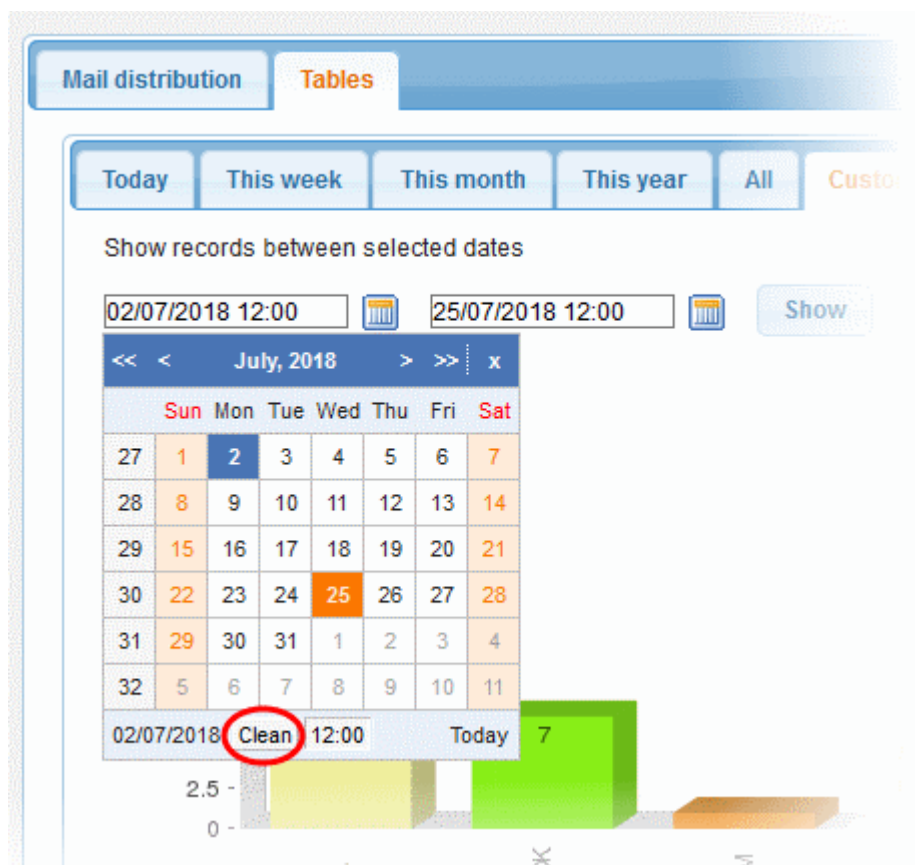 Mail distribution Tables
Today This week This month This year All
Show records between selected dates
02/07/2018 12:00 25/07/2018 12:00 Show
<< < July, 2018 > >> x
Sun Mon Tue Wed Thu Fri Sat
27 1 2 3 4 5 6 7
28 8 9 10 11 12 13 14
29 15 16 17 18 19 20 21
30 22 23 24 25 26 27 28
31 29 30 31 1 2 3 4
32 5 6 7 8 9 10 11
02/07/2018 Clean 12:00 Today 7
2.5
0